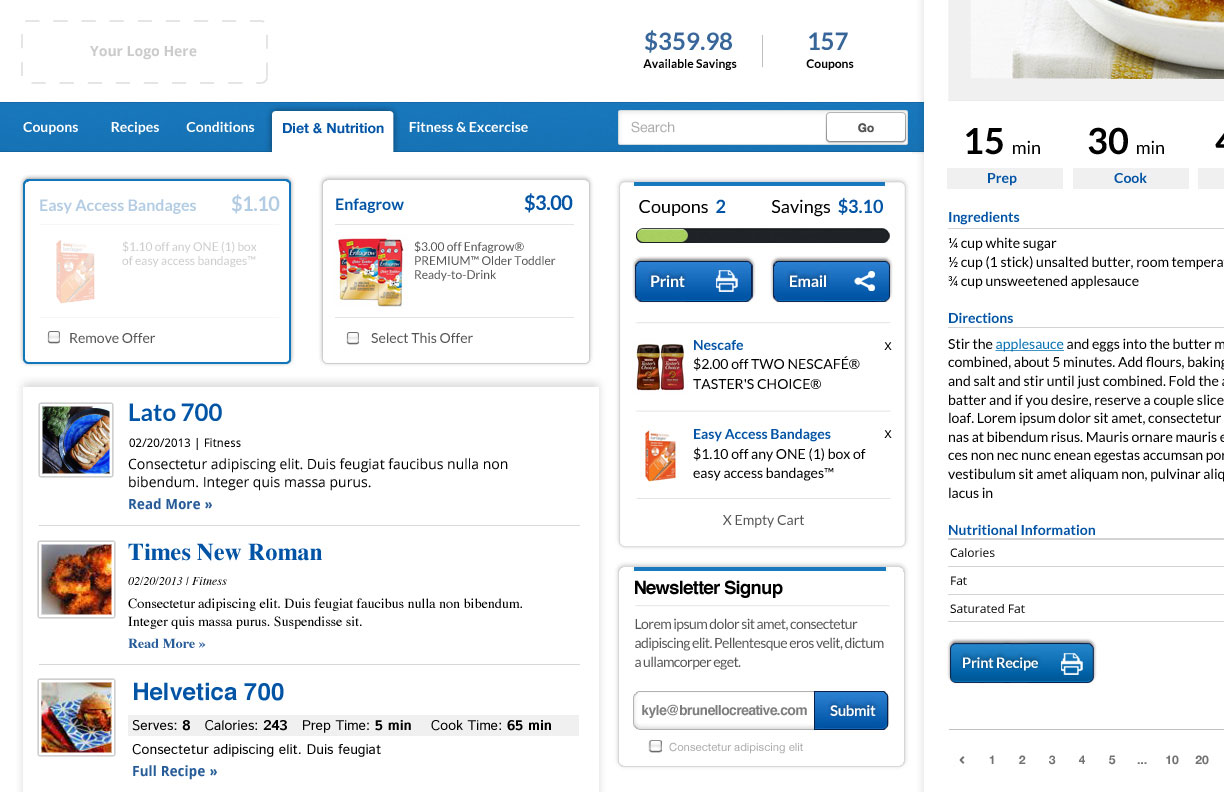 Your Logo Here
$359.98
Available Savings
157
Coupons
Coupons
Recipes
Conditions
Diet & Nutrition
Fitness & Excercise
Search
Go
Easy Access Bandages
$1.10
$1.10 off any ONE (1) box
of easy access bandages™
Remove Offer
Enfagrow
$3.00
$3.00 off Enfagrow®
PREMIUM™ Older Toddler
Ready-to-Drink
Select This Offer
Lato 700
02/20/2013 | Fitness
Consectetur adipiscing elit. Duis feugiat faucibus nulla non
bibendum. Integer quis massa purus.
Read More »
Times New Roman
02/20/2013 | Fitness
Consectetur adipiscing elit. Duis feugiat faucibus nulla non bibendum.
Integer quis massa purus. Suspendisse sit.
Read More »
Helvetica 700
Serves: 8 Calories: 243 Prep Time: 5 min Cook Time: 65 min
Consectetur adipiscing elit. Duis feugiat
Full Recipe »
Coupons 2
Savings $3.10
Print
Email
Nescafe
x
$2.00 off TWO NESCAFÉ®
TASTER'S CHOICE®
Easy Access Bandages
x
$1.10 off any ONE (1) box of
easy access bandages™
X Empty Cart
Newsletter Signup
Lorem ipsum dolor sit amet, consectetur
adipiscing elit. Pellentesque eros velit, dictum
a ullamcorper eget.
kyle@brunellocreative.com
Submit
Consectetur adipiscing elit
15 min
Prep
30 min
Cook
Ingredients
¼ cup white sugar
½ cup (1 stick) unsalted butter, room tempera
¾ cup unsweetened applesauce
Directions
Stir the applesauce and eggs into the butter m
combined, about 5 minutes. Add flours, baking
and salt and stir until just combined. Fold the a
batter and if you desire, reserve a couple slice
loaf. Lorem ipsum dolor sit amet, consectetur
nas at bibendum risus. Mauris ornare mauris e
ces non nec nunc enean egestas accumsan por
vestibulum sit amet aliquam non, pulvinar aliq
lacus in
Nutritional Information
Calories
Fat
Saturated Fat
Print Recipe
‹ 1 2 3 4 5 ... 10 20